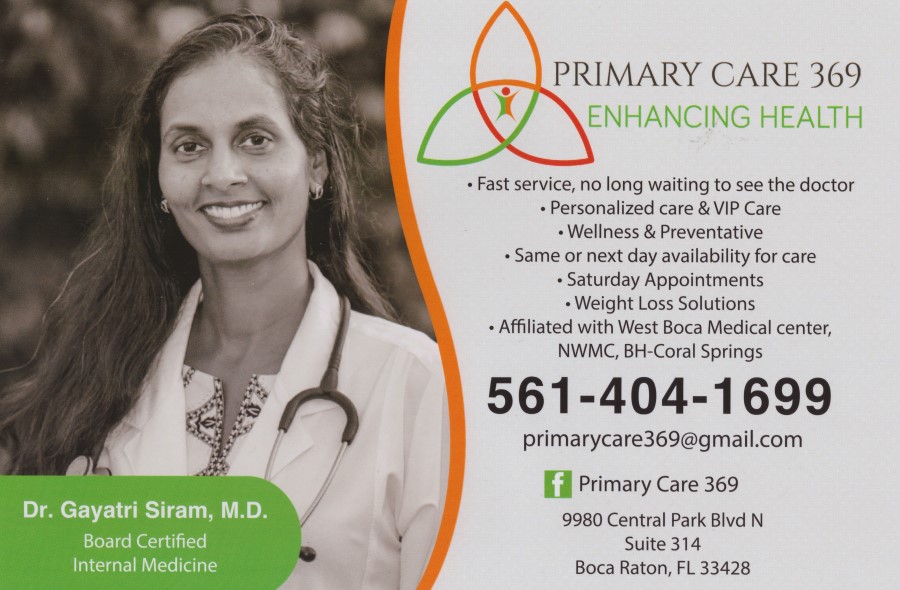 PRIMARY CARE 369
ENHANCING HEALTH
• Fast service, no long waiting to see the doctor
• Personalized care & VIP Care
• Wellness & Preventative
• Same or next day availability for care
• Saturday Appointments
• Weight Loss Solutions
• Affiliated with West Boca Medical center,
NWMC, BH-Coral Springs
561-404-1699
primarycare369@gmail.com
f Primary Care 369
9980 Central Park Blvd N
Suite 314
Boca Raton, FL 33428
Dr. Gayatri Siram, M.D.
Board Certified
Internal Medicine